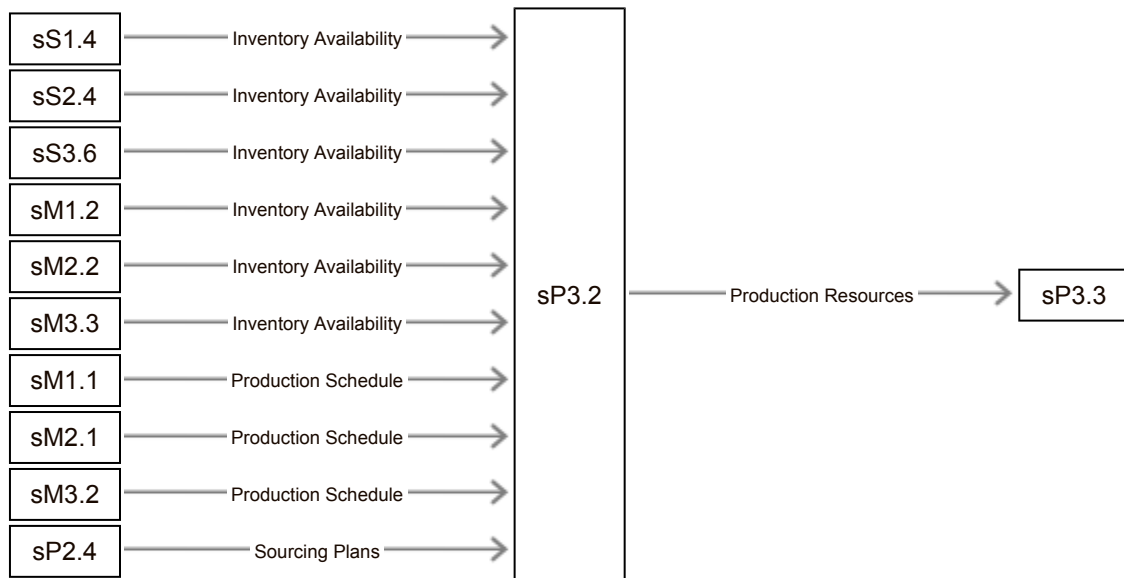 sS1.4 Inventory Availability
sS2.4 Inventory Availability
sS3.6 Inventory Availability
sM1.2 Inventory Availability
sM2.2 Inventory Availability
sP3.2 Production Resources sP3.3
sM3.3 Inventory Availability
sM1.1 Production Schedule
sM2.1 Production Schedule
sM3.2 Production Schedule
sP2.4 Sourcing Plans